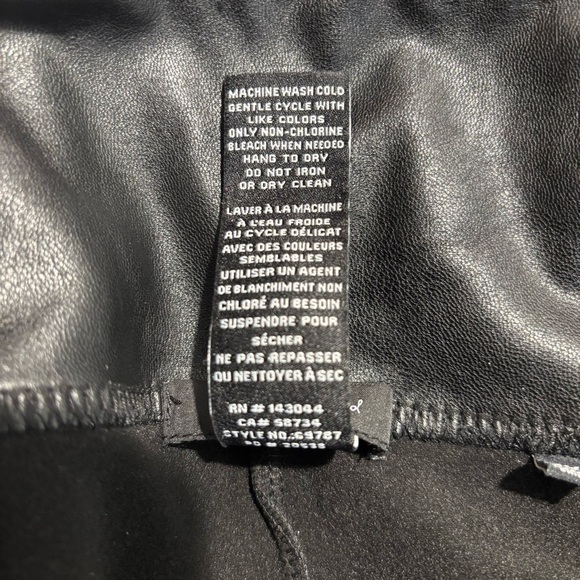 MACHINE WASH COLD
GENTLE CYCLE WITH
LIKE COLORS
ONLY NON-CHLORINE
BLEACH WHEN NEEDED
HANG TO DRY
DO NOT IRON
OR DRY CLEAN
LAVER À LA MACHINE
À L'EAU FROIDE
AU CYCLE DÉLICAT
AVEC DES COULEURS
SEMBLABLES
UTILISER UN AGENT
DE BLANCHIMENT NON
CHLORÉ AU BESOIN
SUSPENDRE POUR
SÉCHER
NE PAS REPASSER
OU NETTOYER À SEC
RN # 143044
CA# 58734
STYLE NO.:69787